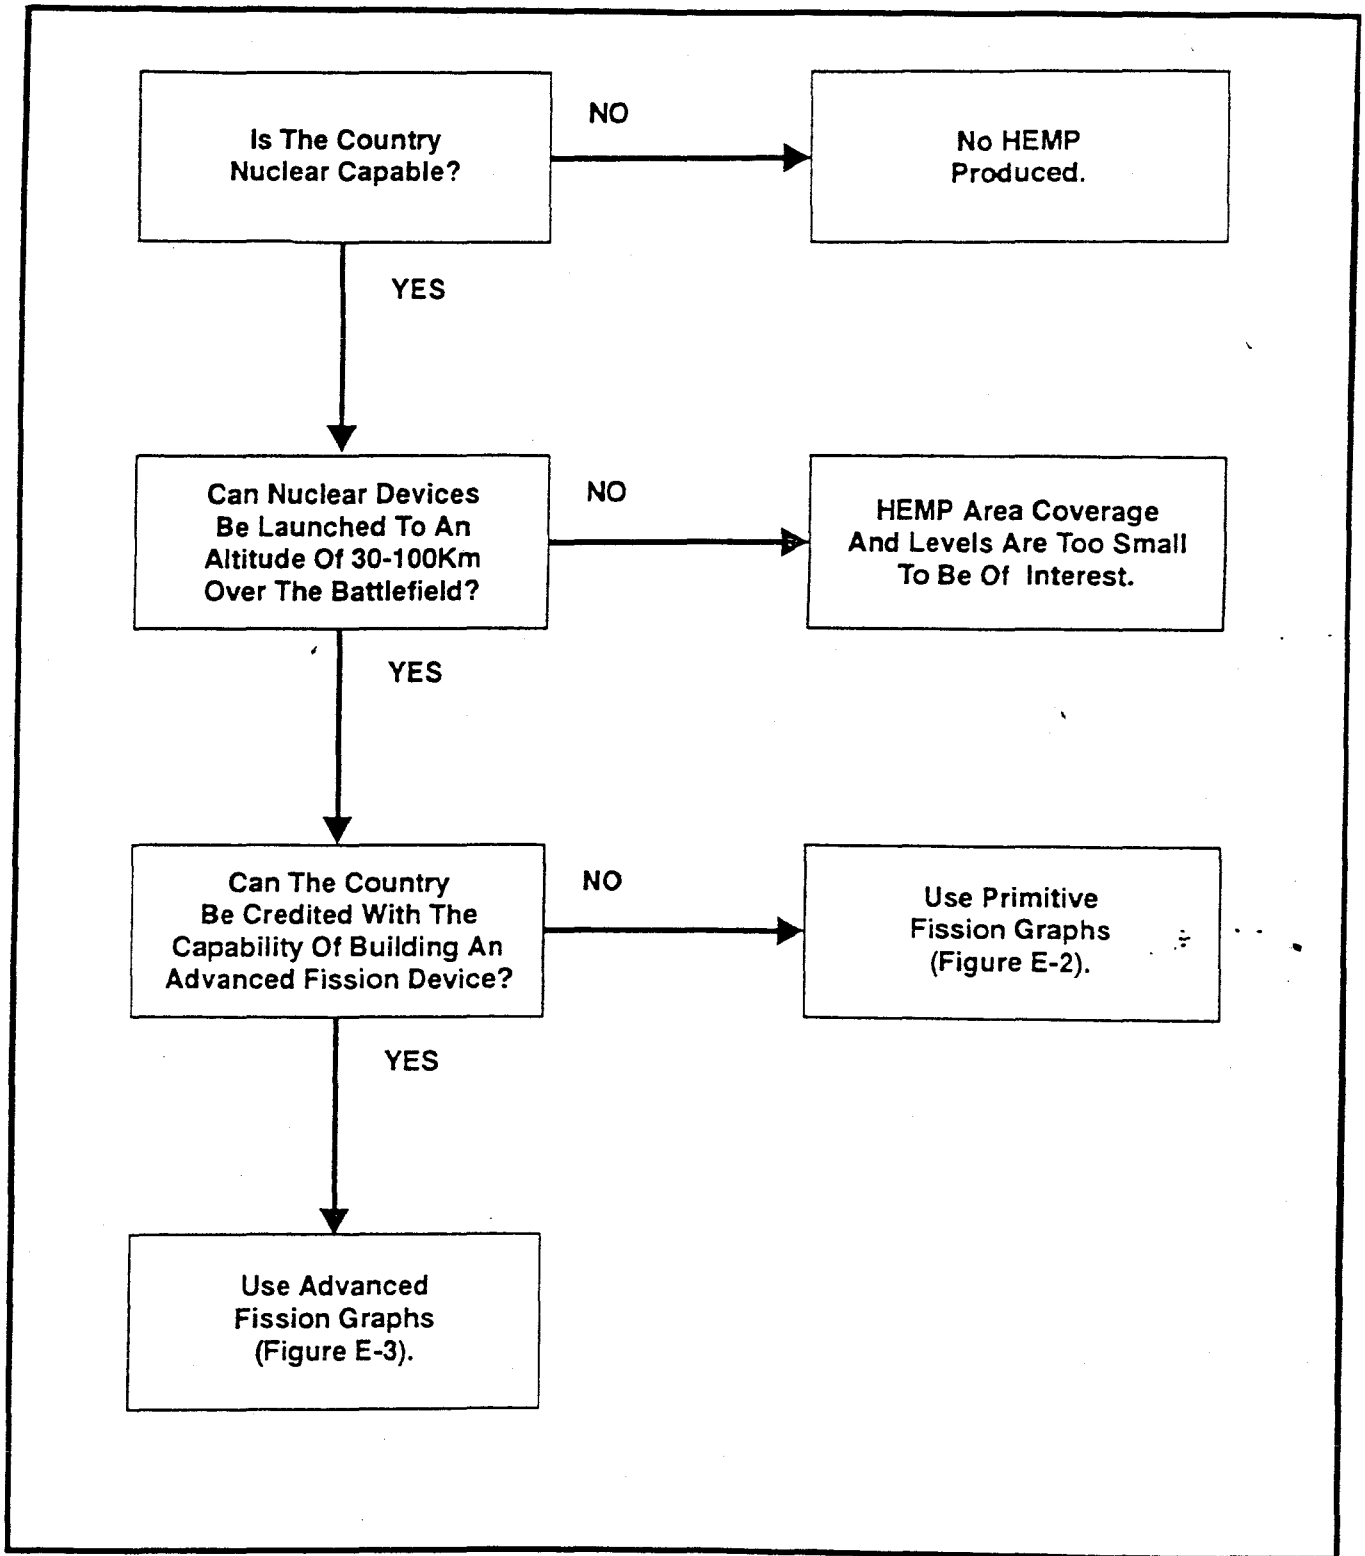 Is The Country
Nuclear Capable?
NO
No HEMP
Produced.
YES
Can Nuclear Devices
Be Launched To An
Altitude Of 30-100Km
Over The Battlefield?
NO
HEMP Area Coverage
And Levels Are Too Small
To Be Of Interest.
YES
Can The Country
Be Credited With The
Capability Of Building An
Advanced Fission Device?
NO
Use Primitive
Fission Graphs
(Figure E-2).
YES
Use Advanced
Fission Graphs
(Figure E-3).